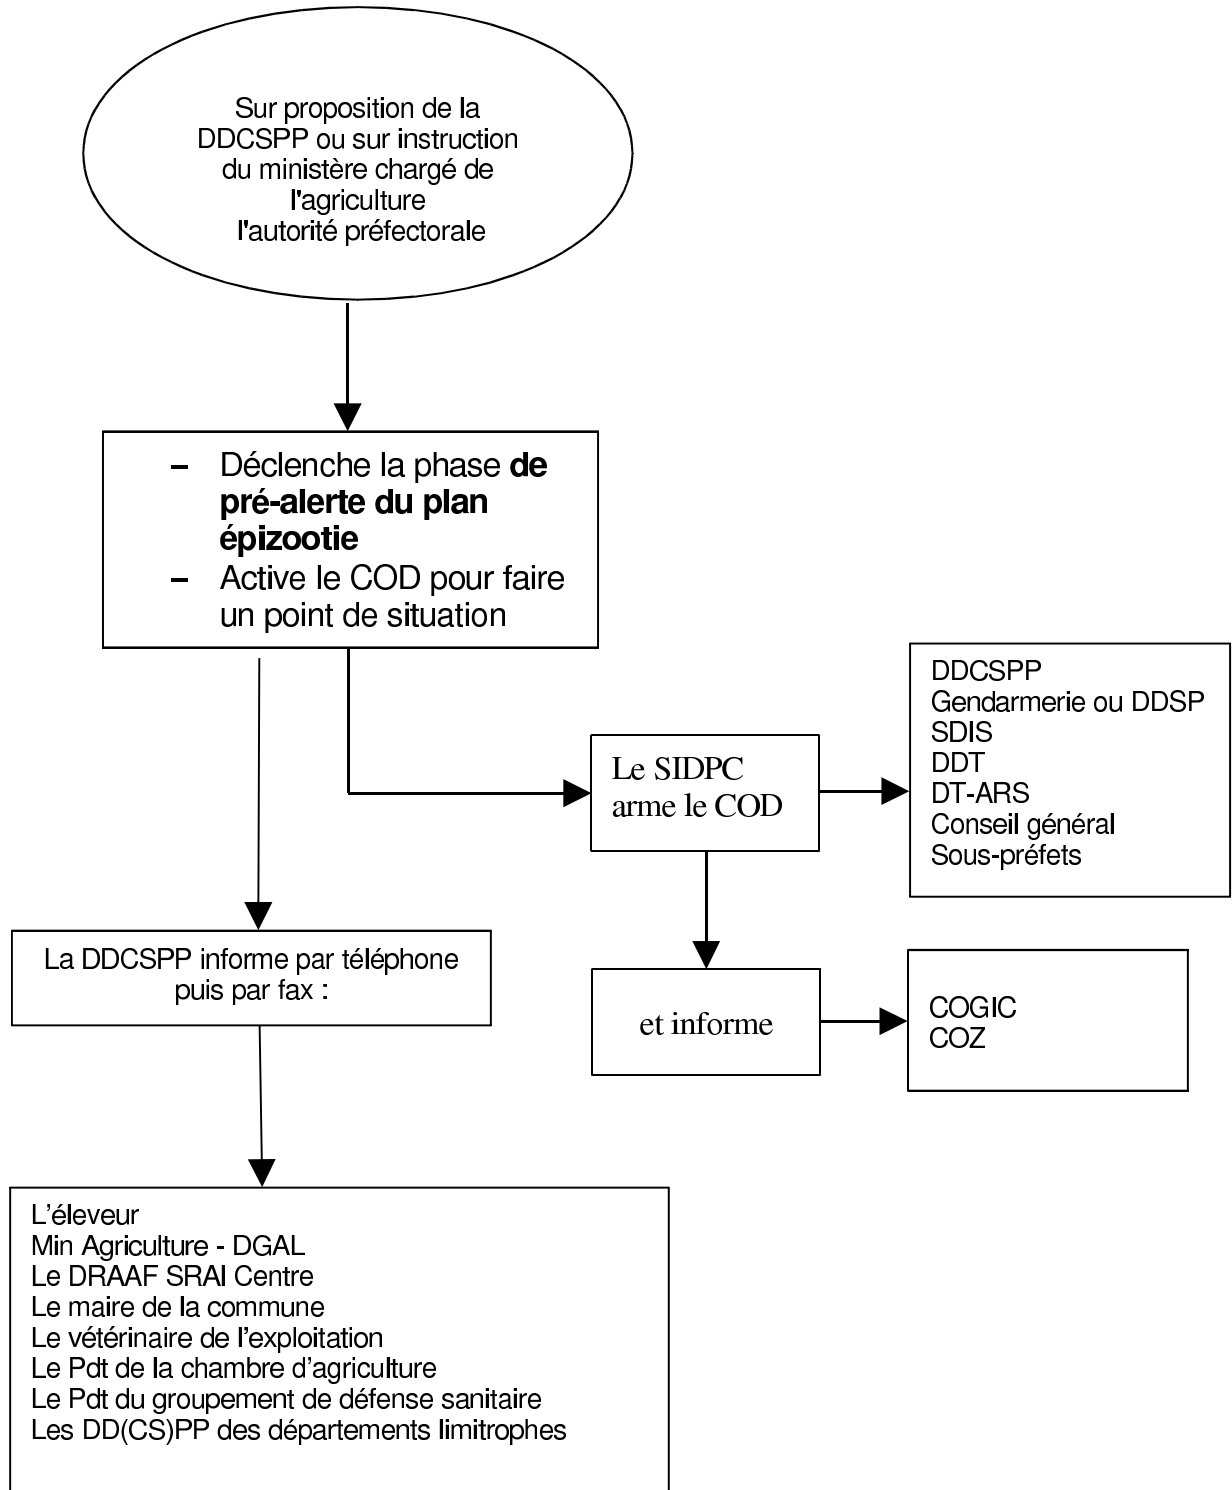 Sur proposition de la
DDCSPP ou sur instruction
du ministère chargé de
l'agriculture
l'autorité préfectorale
– Déclenche la phase de
pré-alerte du plan
épizootie
– Active le COD pour faire
un point de situation
DDCSPP
Gendarmerie ou DDSP
SDIS
DDT
DT-ARS
Conseil général
Sous-préfets
Le SIDPC
arme le COD
La DDCSPP informe par téléphone
puis par fax :
et informe
COGIC
COZ
L'éleveur
Min Agriculture - DGAL
Le DRAAF SRAI Centre
Le maire de la commune
Le vétérinaire de l'exploitation
Le Pdt de la chambre d'agriculture
Le Pdt du groupement de défense sanitaire
Les DD(CS)PP des départements limitrophes